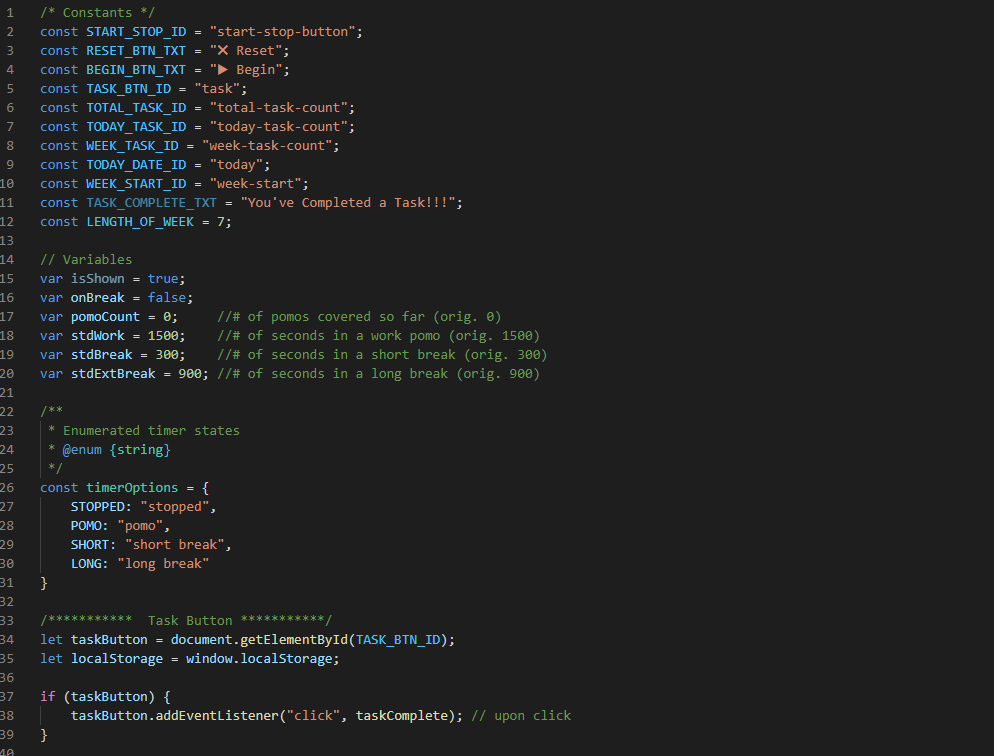 1 /* Constants */
2 const START_STOP_ID = "start-stop-button";
3 const RESET_BTN_TXT = "❌ Reset";
4 const BEGIN_BTN_TXT = "▶ Begin";
5 const TASK_BTN_ID = "task";
6 const TOTAL_TASK_ID = "total-task-count";
7 const TODAY_TASK_ID = "today-task-count";
8 const WEEK_TASK_ID = "week-task-count";
9 const TODAY_DATE_ID = "today";
10 const WEEK_START_ID = "week-start";
11 const TASK_COMPLETE_TXT = "You've Completed a Task!!!";
12 const LENGTH_OF_WEEK = 7;
13
14 // Variables
15 var isShown = true;
16 var onBreak = false;
17 var pomoCount = 0;     //# of pomos covered so far (orig. 0)
18 var stdWork = 1500;    //# of seconds in a work pomo (orig. 1500)
19 var stdBreak = 300;    //# of seconds in a short break (orig. 300)
20 var stdExtBreak = 900; //# of seconds in a long break (orig. 900)
21
22 /**
23  * Enumerated timer states
24  * @enum {string}
25  */
26 const timerOptions = {
27     STOPPED: "stopped",
28     POMO: "pomo",
29     SHORT: "short break",
30     LONG: "long break"
31 }
32
33 /***********  Task Button ***********/
34 let taskButton = document.getElementById(TASK_BTN_ID);
35 let localStorage = window.localStorage;
36
37 if (taskButton) {
38     taskButton.addEventListener("click", taskComplete); // upon click
39 }
40